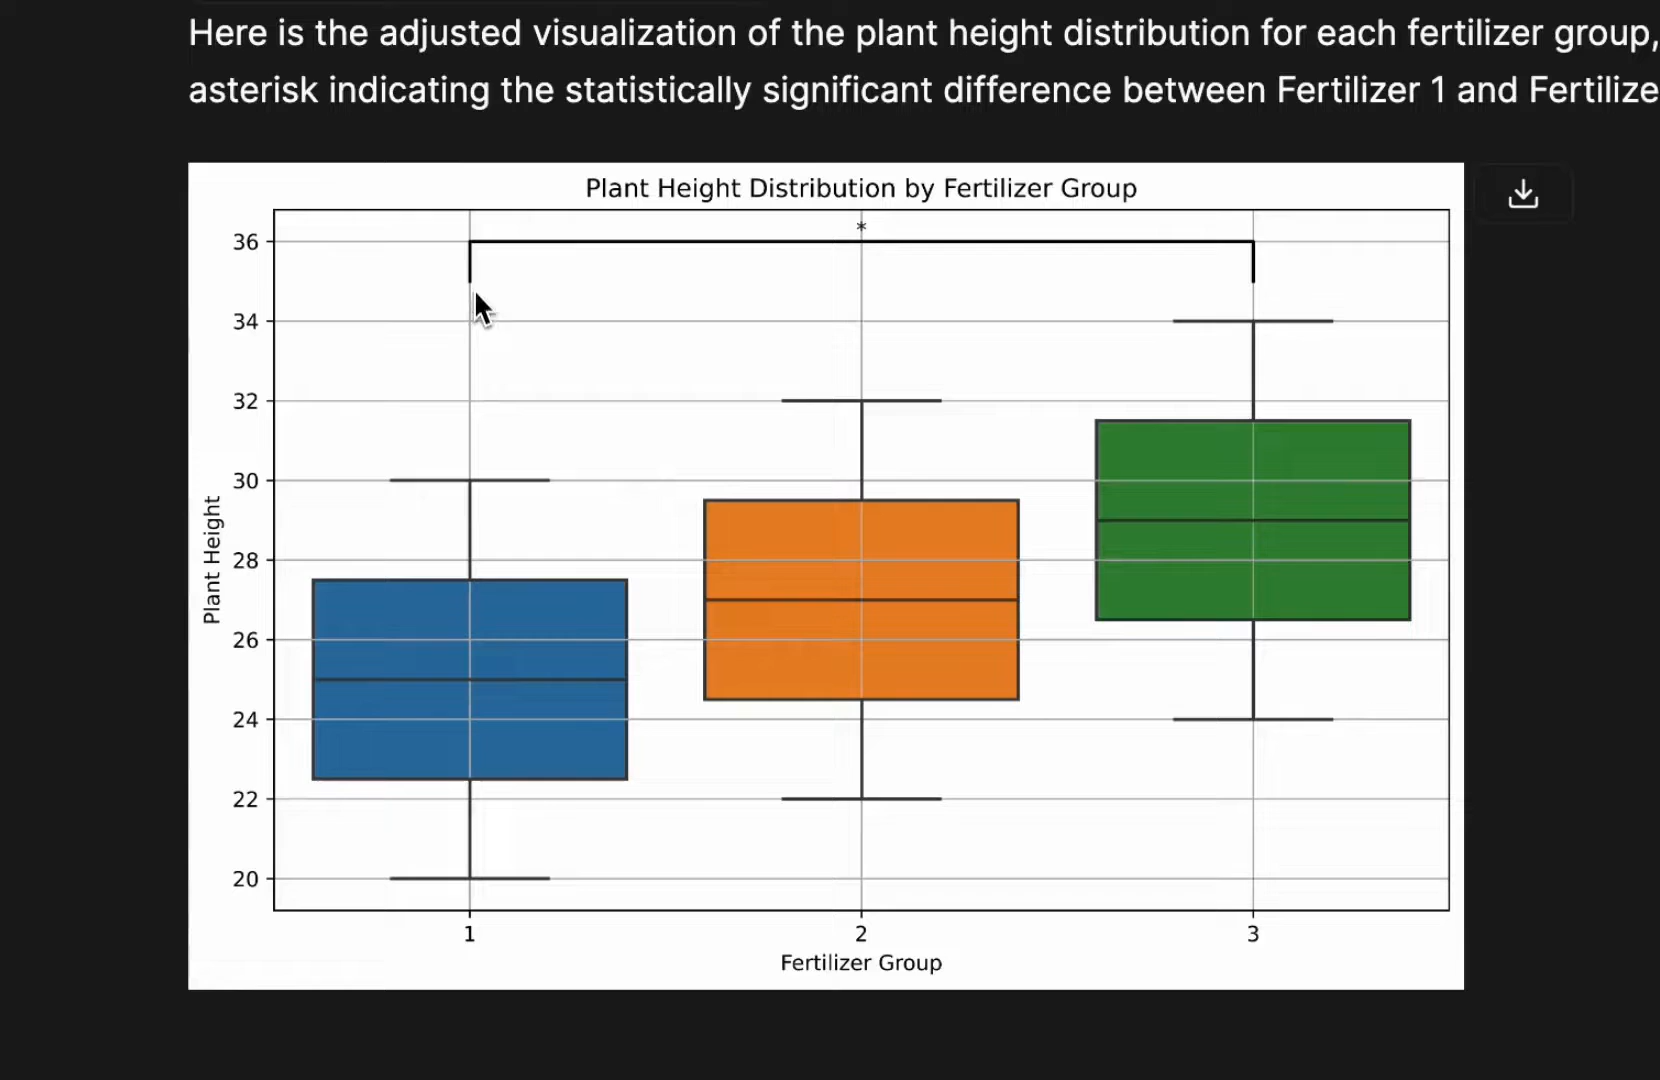 Here is the adjusted visualization of the plant height distribution for each fertilizer group,
asterisk indicating the statistically significant difference between Fertilizer 1 and Fertilize
Plant Height Distribution by Fertilizer Group
*
36
34
32
30
28
26
24
22
20
Plant Height
1 2 3
Fertilizer Group